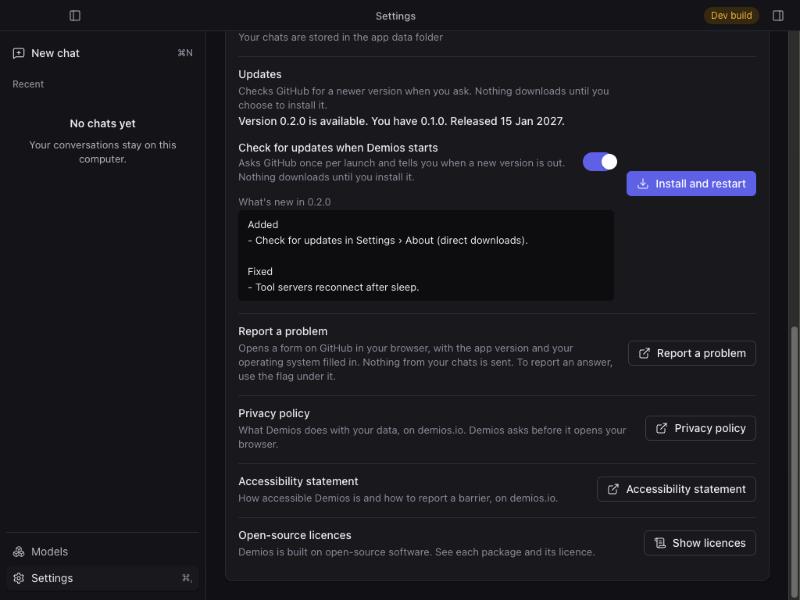 Settings
Dev build
New chat
⌘N
Recent
No chats yet
Your conversations stay on this
computer.
Models
Settings
⌘,
Your chats are stored in the app data folder
Updates
Checks GitHub for a newer version when you ask. Nothing downloads until you
choose to install it.
Version 0.2.0 is available. You have 0.1.0. Released 15 Jan 2027.
Check for updates when Demios starts
Asks GitHub once per launch and tells you when a new version is out.
Nothing downloads until you install it.
Install and restart
What's new in 0.2.0
Added
- Check for updates in Settings › About (direct downloads).
Fixed
- Tool servers reconnect after sleep.
Report a problem
Opens a form on GitHub in your browser, with the app version and your
operating system filled in. Nothing from your chats is sent. To report an answer,
use the flag under it.
Report a problem
Privacy policy
What Demios does with your data, on demios.io. Demios asks before it opens your
browser.
Privacy policy
Accessibility statement
How accessible Demios is and how to report a barrier, on demios.io.
Accessibility statement
Open-source licences
Demios is built on open-source software. See each package and its licence.
Show licences